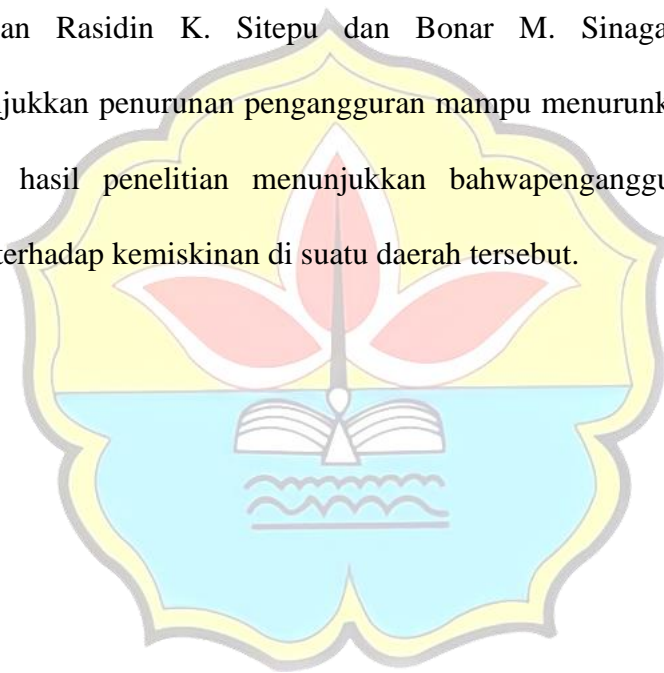 an Rasidin K. Sitepu dan Bonar M. Sinaga
jukkan penurunan pengangguran mampu menurunk
hasil penelitian menunjukkan bahwapenganggu
terhadap kemiskinan di suatu daerah tersebut.